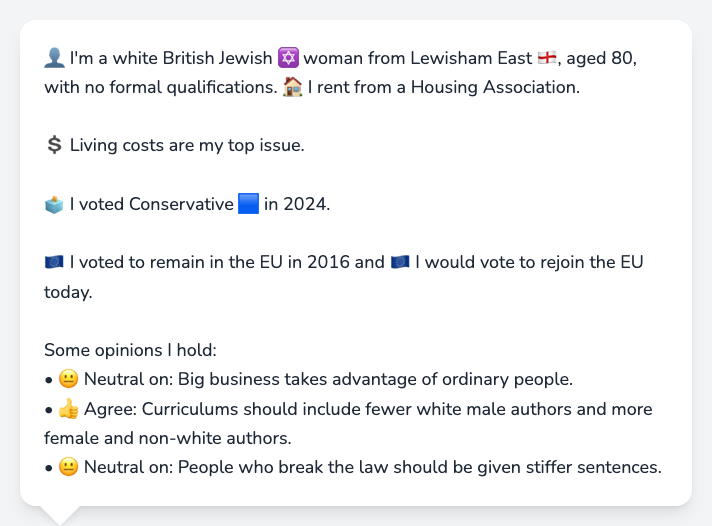 👤 I'm a white British Jewish 🔯 woman from Lewisham East 🏴󠁧󠁢󠁥󠁮󠁧󠁿, aged 80,
with no formal qualifications. 🏠 I rent from a Housing Association.
💲 Living costs are my top issue.
🗳️ I voted Conservative 🟦 in 2024.
🇪🇺 I voted to remain in the EU in 2016 and 🇪🇺 I would vote to rejoin the EU
today.
Some opinions I hold:
• 😐 Neutral on: Big business takes advantage of ordinary people.
• 👍 Agree: Curriculums should include fewer white male authors and more
female and non-white authors.
• 😐 Neutral on: People who break the law should be given stiffer sentences.